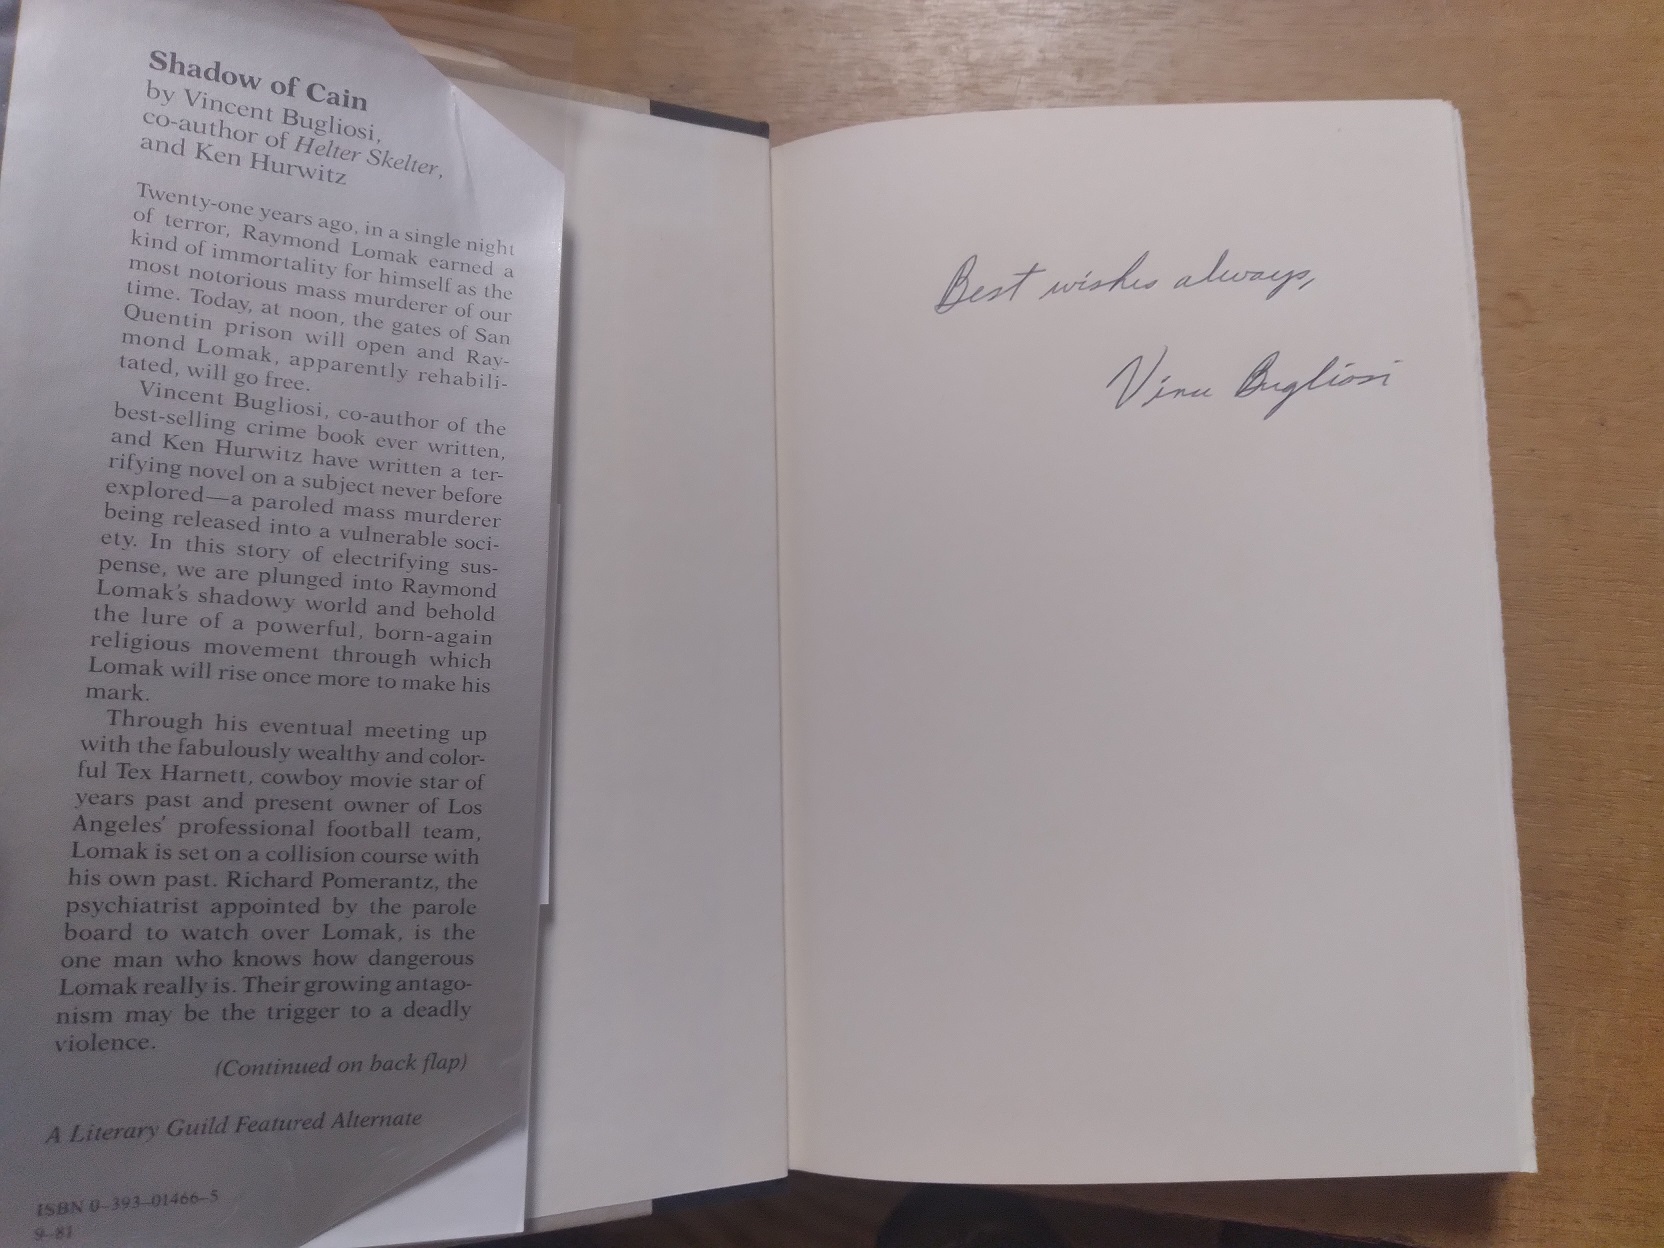 Shadow of Cain
by Vincent Bugliosi,
co-author of Helter Skelter,
and Ken Hurwitz
Twenty-one years ago, in a single night
of terror, Raymond Lomak earned a
kind of immortality for himself as the
most notorious mass murderer of our
time. Today, at noon, the gates of San
Quentin prison will open and Ray-
mond Lomak, apparently rehabili-
tated, will go free.
Vincent Bugliosi, co-author of the
best-selling crime book ever written,
and Ken Hurwitz have written a ter-
rifying novel on a subject never before
explored—a paroled mass murderer
being released into a vulnerable soci-
ety. In this story of electrifying sus-
pense, we are plunged into Raymond
Lomak's shadowy world and behold
the lure of a powerful, born-again
religious movement through which
Lomak will rise once more to make his
mark.
Through his eventual meeting up
with the fabulously wealthy and color-
ful Tex Harnett, cowboy movie star of
years past and present owner of Los
Angeles' professional football team,
Lomak is set on a collision course with
his own past. Richard Pomerantz, the
psychiatrist appointed by the parole
board to watch over Lomak, is the
one man who knows how dangerous
Lomak really is. Their growing antago-
nism may be the trigger to a deadly
violence.
(Continued on back flap)
A Literary Guild Featured Alternate
ISBN 0-393-01466-5
9-81
Best wishes always,
Vince Bugliosi